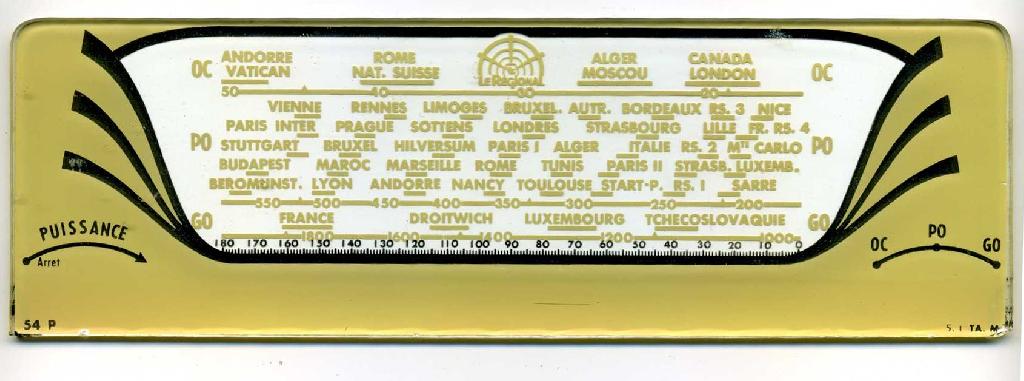 ANDORRE ROME ALGER CANADA
OC VATICAN NAT. SUISSE LE RÉGIONAL MOSCOU LONDON OC
50 40 30 20
VIENNE RENNES LIMOGES BRUXEL. AUTR. BORDEAUX RS. 3 NICE
PARIS INTER PRAGUE SOTTENS LONDRES STRASBOURG LILLE FR. RS. 4
PO STUTTGART BRUXEL HILVERSUM PARIS I ALGER ITALIE RS. 2 MTE CARLO PO
BUDAPEST MAROC MARSEILLE ROME TUNIS PARIS II STRASB. LUXEMB.
BEROMUNST. LYON ANDORRE NANCY TOULOUSE START-P. RS. 1 SARRE
550 500 450 400 350 300 250 200
GO FRANCE DROITWICH LUXEMBOURG TCHECOSLOVAQUIE GO
1800 1600 1400 1200 1000
180 170 160 150 140 130 120 110 100 90 80 70 60 50 40 30 20 10 0
PUISSANCE
Arret
OC PO GO
54 P